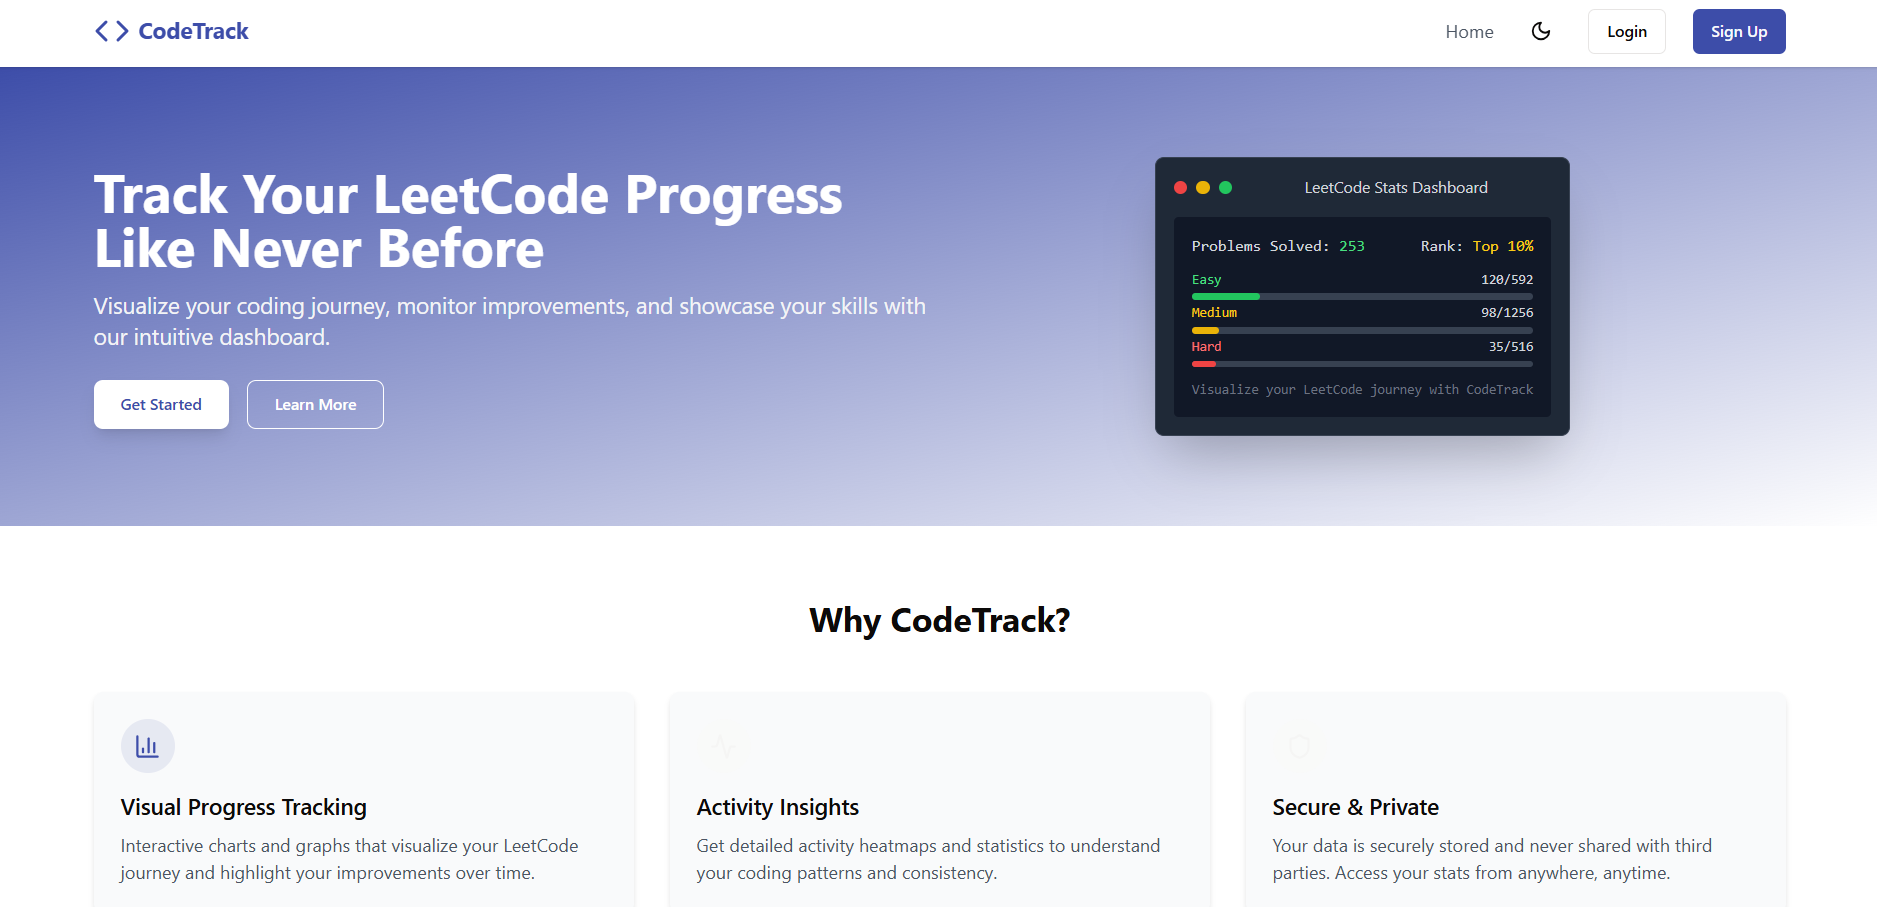 CodeTrack
Home
Login
Sign Up
Track Your LeetCode Progress
Like Never Before
Visualize your coding journey, monitor improvements, and showcase your skills with
our intuitive dashboard.
Get Started
Learn More
LeetCode Stats Dashboard
Problems Solved: 253 Rank: Top 10%
Easy 120/592
Medium 98/1256
Hard 35/516
Visualize your LeetCode journey with CodeTrack
Why CodeTrack?
Visual Progress Tracking
Interactive charts and graphs that visualize your LeetCode
journey and highlight your improvements over time.
Activity Insights
Get detailed activity heatmaps and statistics to understand
your coding patterns and consistency.
Secure & Private
Your data is securely stored and never shared with third
parties. Access your stats from anywhere, anytime.